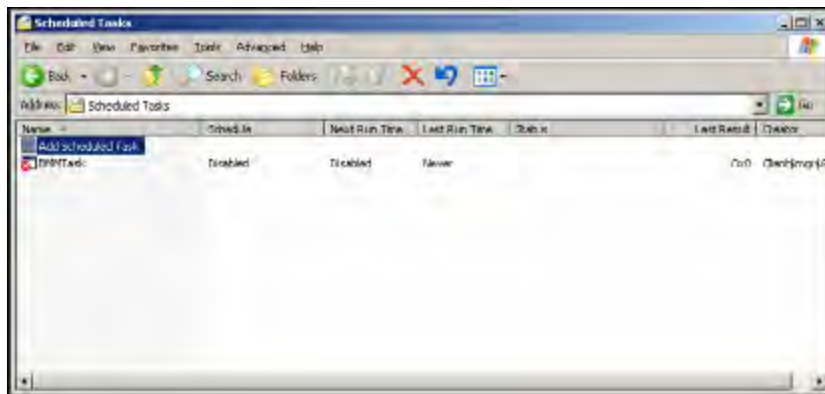 Scheduled Tasks
File Edit View Favorites Tools Advanced Help
Back Search Folders
Address Scheduled Tasks Go
Name Schedule Next Run Time Last Run Time Status Last Result Creator
Add Scheduled Task
Disabled Disabled Never 0x0